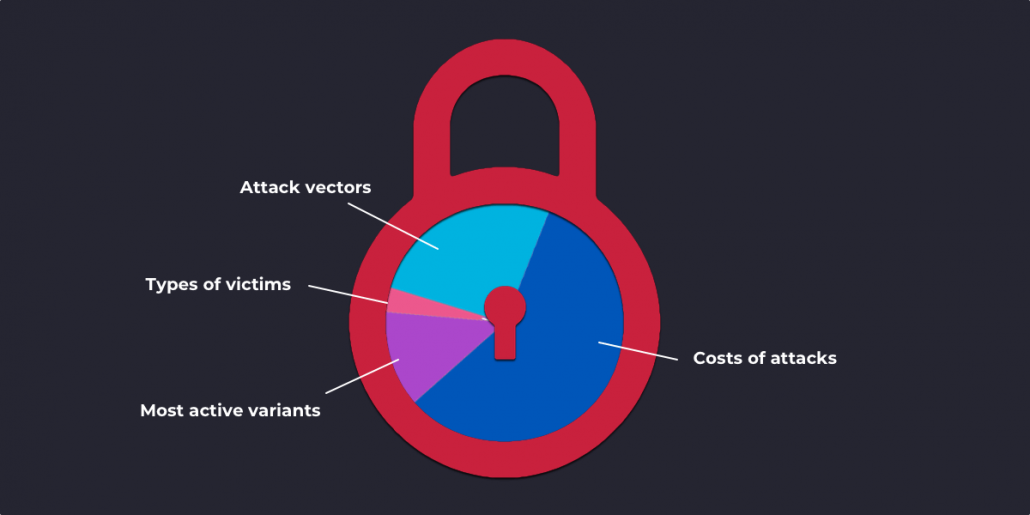 Attack vectors
Types of victims
Costs of attacks
Most active variants